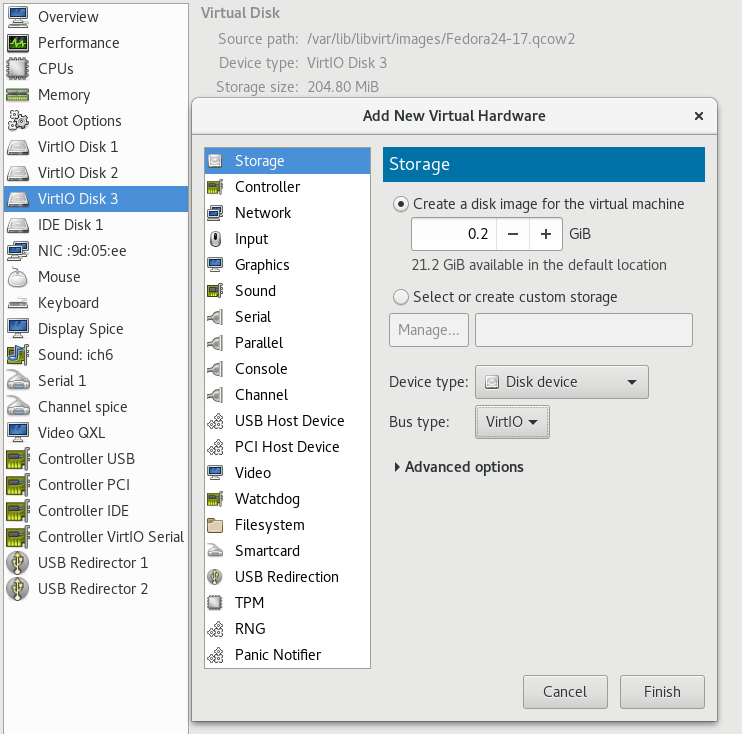 Overview
Performance
CPUs
Memory
Boot Options
VirtIO Disk 1
VirtIO Disk 2
VirtIO Disk 3
IDE Disk 1
NIC :9d:05:ee
Mouse
Keyboard
Display Spice
Sound: ich6
Serial 1
Channel spice
Video QXL
Controller USB
Controller PCI
Controller IDE
Controller VirtIO Serial
USB Redirector 1
USB Redirector 2
Virtual Disk
Source path: /var/lib/libvirt/images/Fedora24-17.qcow2
Device type: VirtIO Disk 3
Storage size: 204.80 MiB
Add New Virtual Hardware ×
Storage
Controller
Network
Input
Graphics
Sound
Serial
Parallel
Console
Channel
USB Host Device
PCI Host Device
Video
Watchdog
Filesystem
Smartcard
USB Redirection
TPM
RNG
Panic Notifier
Storage
Create a disk image for the virtual machine
0.2 − + GiB
21.2 GiB available in the default location
Select or create custom storage
Manage...
Device type: Disk device
Bus type: VirtIO
Advanced options
Cancel Finish